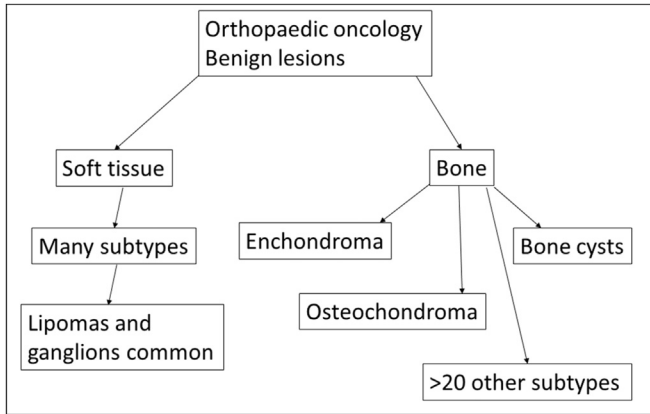 Orthopaedic oncology
Benign lesions
Soft tissue
Bone
Many subtypes
Enchondroma
Bone cysts
Lipomas and
ganglions common
Osteochondroma
>20 other subtypes